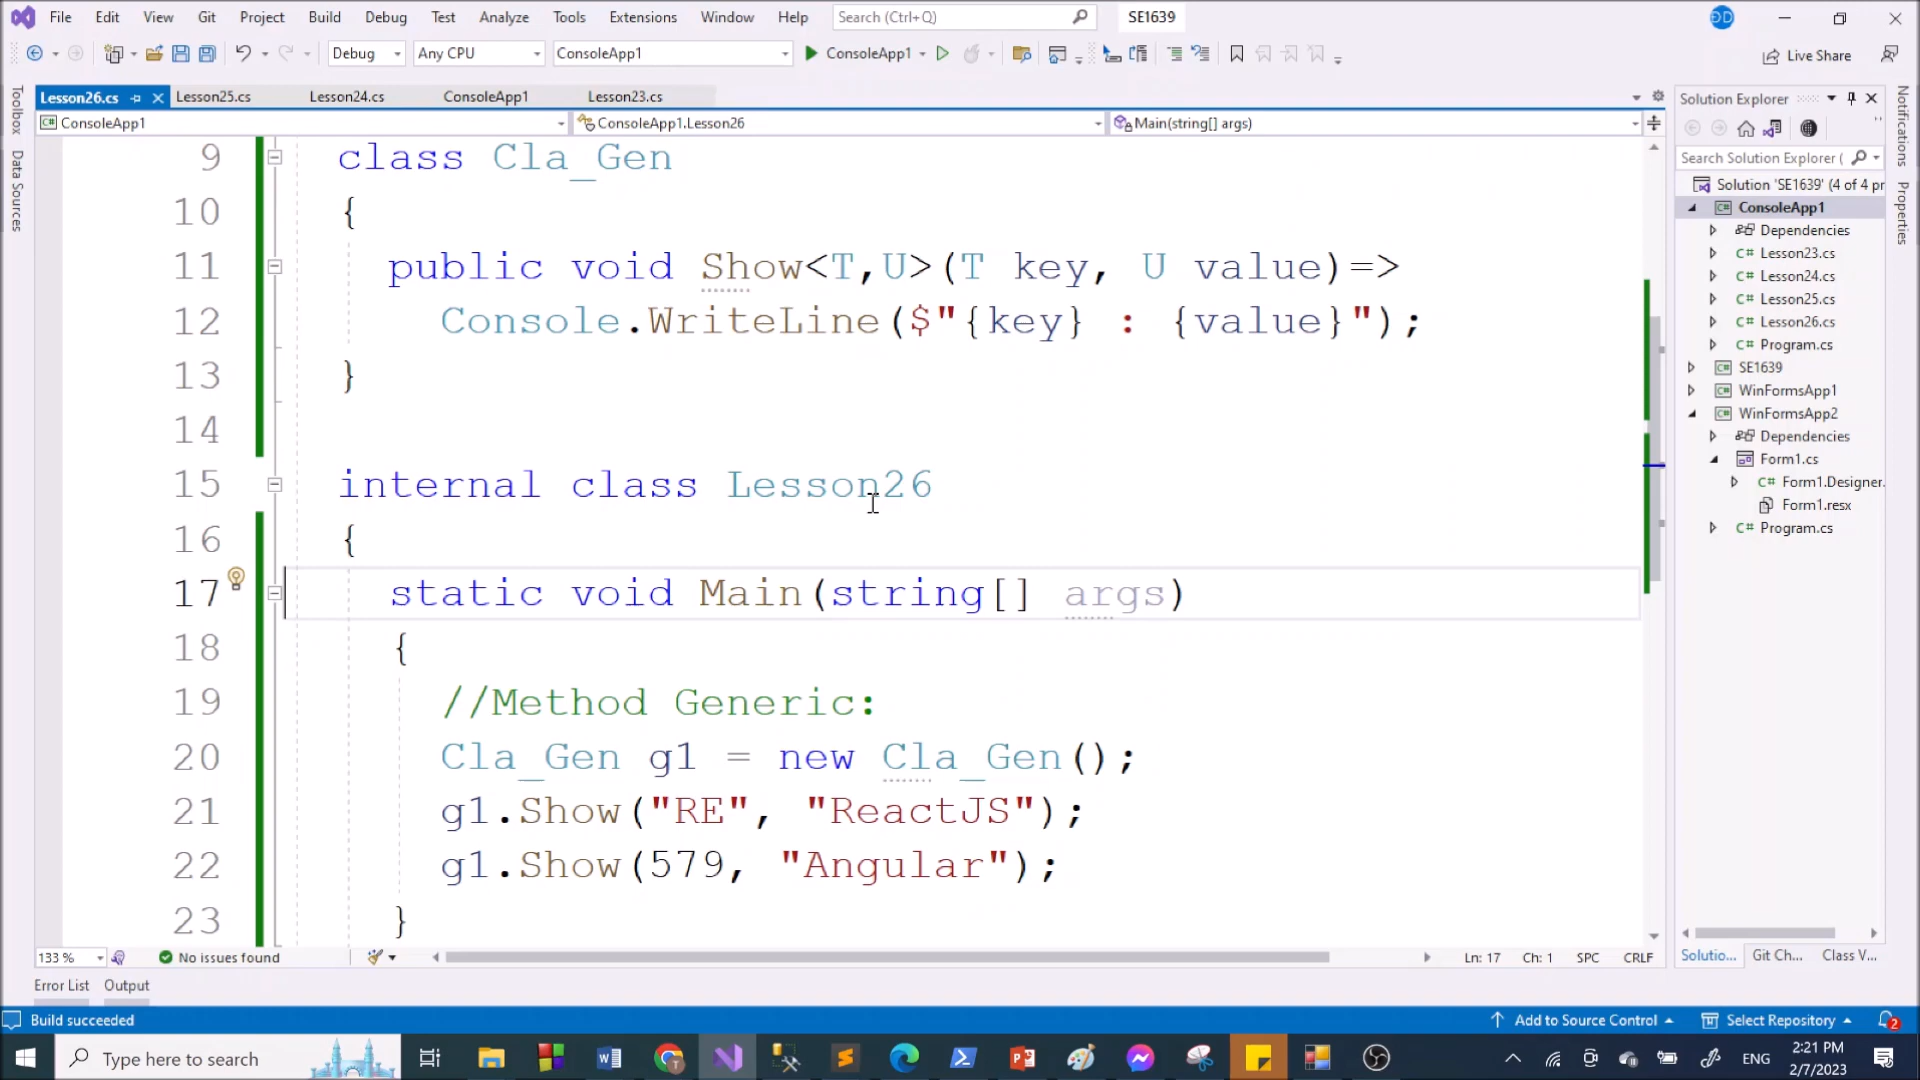 File Edit View Git Project Build Debug Test Analyze Tools Extensions Window Help Search (Ctrl+Q) SE1639
Debug Any CPU ConsoleApp1 ConsoleApp1 Live Share
Lesson26.cs Lesson25.cs Lesson24.cs ConsoleApp1 Lesson23.cs
ConsoleApp1 ConsoleApp1.Lesson26 Main(string[] args)
Toolbox
Data Sources
9 class Cla_Gen
10 {
11 public void Show<T,U>(T key, U value)=>
12 Console.WriteLine($"{key} : {value}");
13 }
14
15 internal class Lesson26
16 {
17 static void Main(string[] args)
18 {
19 //Method Generic:
20 Cla_Gen g1 = new Cla_Gen();
21 g1.Show("RE", "ReactJS");
22 g1.Show(579, "Angular");
23 }
Solution Explorer
Search Solution Explorer (
Solution 'SE1639' (4 of 4 pr
ConsoleApp1
Dependencies
C# Lesson23.cs
C# Lesson24.cs
C# Lesson25.cs
C# Lesson26.cs
C# Program.cs
SE1639
WinFormsApp1
WinFormsApp2
Dependencies
Form1.cs
C# Form1.Designer.
Form1.resx
C# Program.cs
Notifications
Properties
Solutio... Git Ch... Class V...
133 % No issues found Ln: 17 Ch: 1 SPC CRLF
Error List Output
Build succeeded Add to Source Control Select Repository 2
Type here to search ENG 2:21 PM
2/7/2023